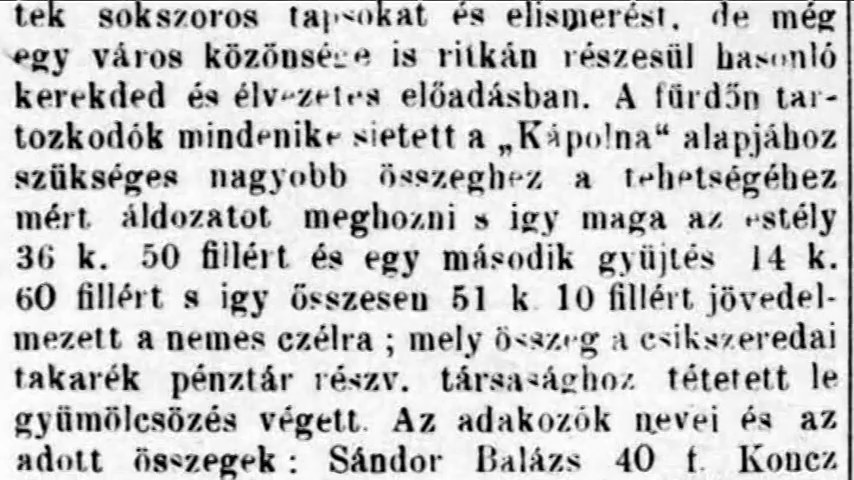 tek sokszoros tapsokat és elismerést, de még
egy város közönsége is ritkán részesül hasonló
kerekded és élvezetes előadásban. A fürdőn tar-
tozkodók mindenike sietett a „Kápolna“ alapjához
szükséges nagyobb összeghez a tehetségéhez
mért áldozatot meghozni s igy maga az estély
36 k. 50 fillért és egy második gyüjtés 14 k.
60 fillért s igy összesen 51 k 10 fillért jövedel-
mezett a nemes czélra ; mely összeg a csikszeredai
takarék pénztár részv. társasághoz tétetett le
gyümölcsözés végett. Az adakozók nevei és az
adott összegek : Sándor Balázs 40 f. Koncz